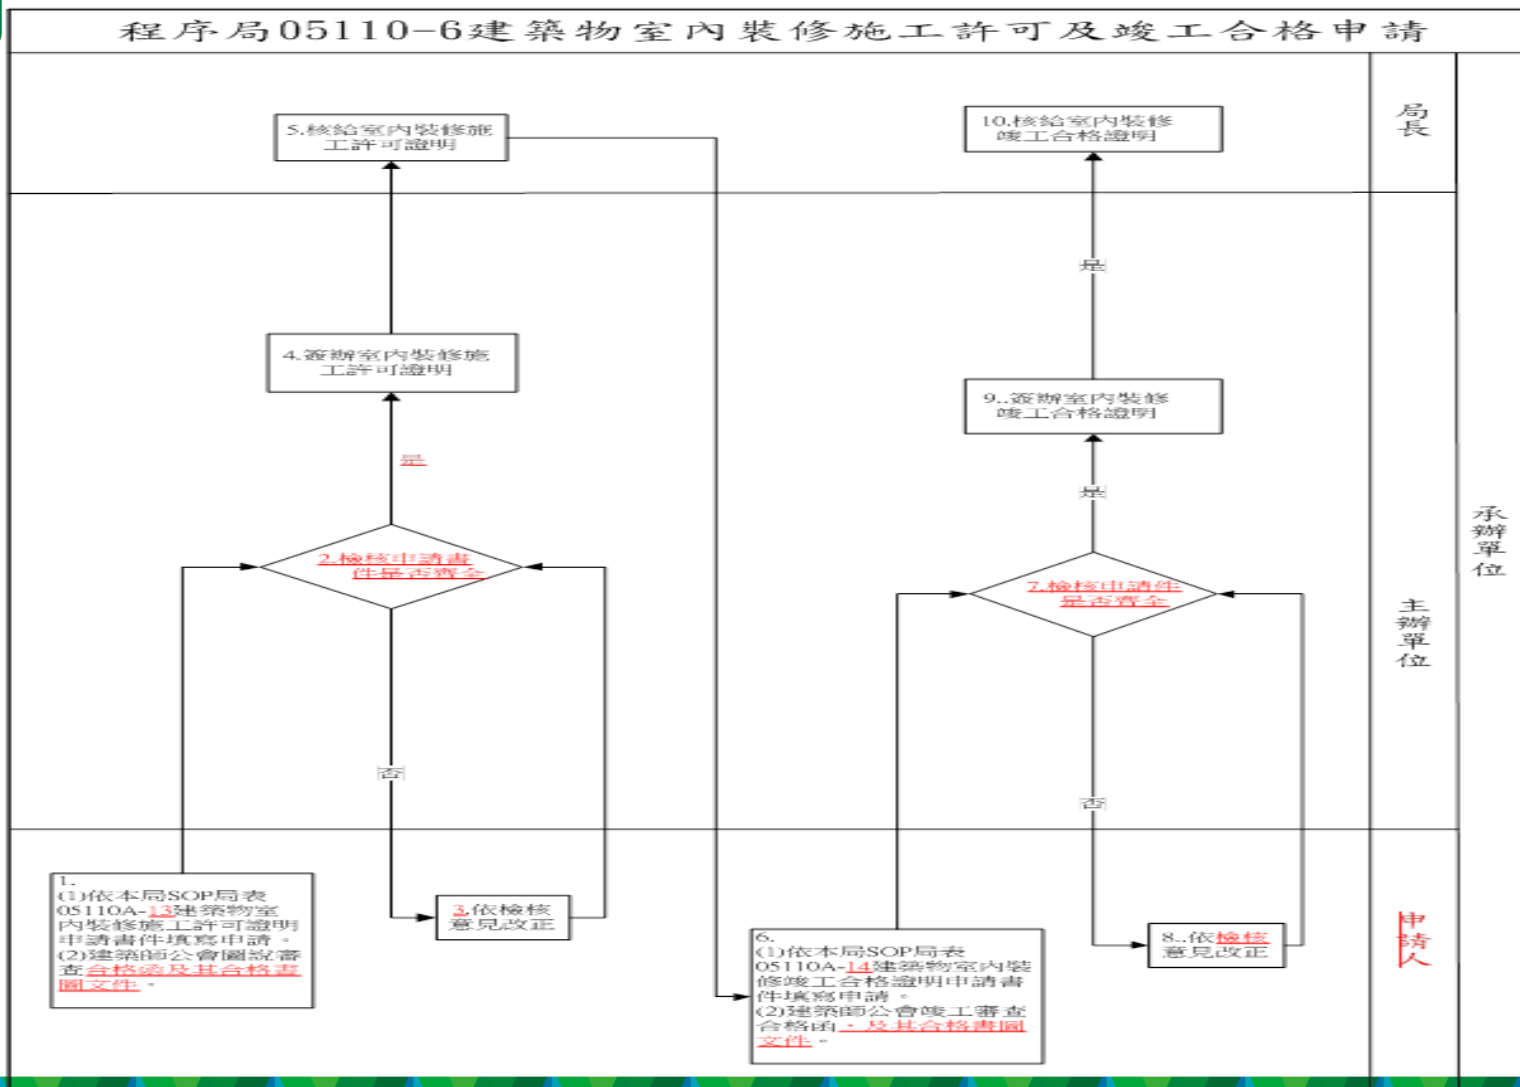 程序局05110-6建築物室內裝修施工許可及竣工合格申請
局長
5.核給室內裝修施
工許可證明
10.核給室內裝修
竣工合格證明
是
4.簽辦室內裝修施
工許可證明
9..簽辦室內裝修
竣工合格證明
是
是
承辦單位
2.檢核申請書
件是否齊全
7.檢核申請件
是否齊全
主辦單位
否
否
1.
(1)依本局SOP局表
05110A-13建築物室
內裝修施工許可證明
申請書件填寫申請。
(2)建築師公會圖說審
查合格函及其合格書
圖文件。
3.依檢核
意見改正
6.
(1)依本局SOP局表
05110A-14建築物室內裝
修竣工合格證明申請書
件填寫申請。
(2)建築師公會竣工審查
合格函、及其合格書圖
文件。
8..依檢核
意見改正
申請人